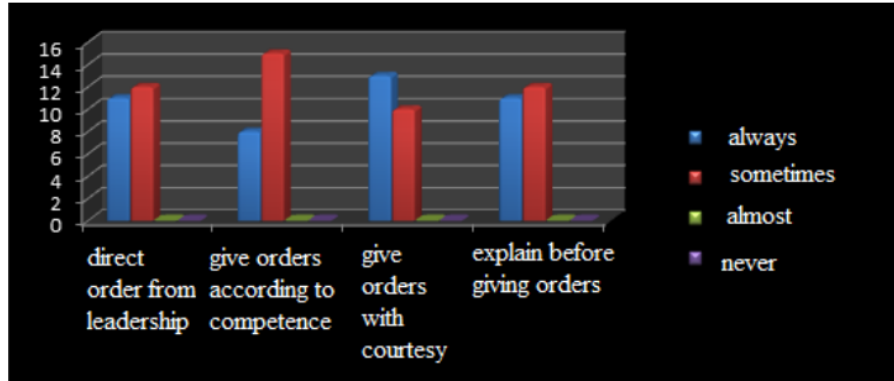 16
14
12
10
8
6
4
2
0
direct
order from
leadership
give orders
according to
competence
give
orders
with
courtesy
explain before
giving orders
always
sometimes
almost
never